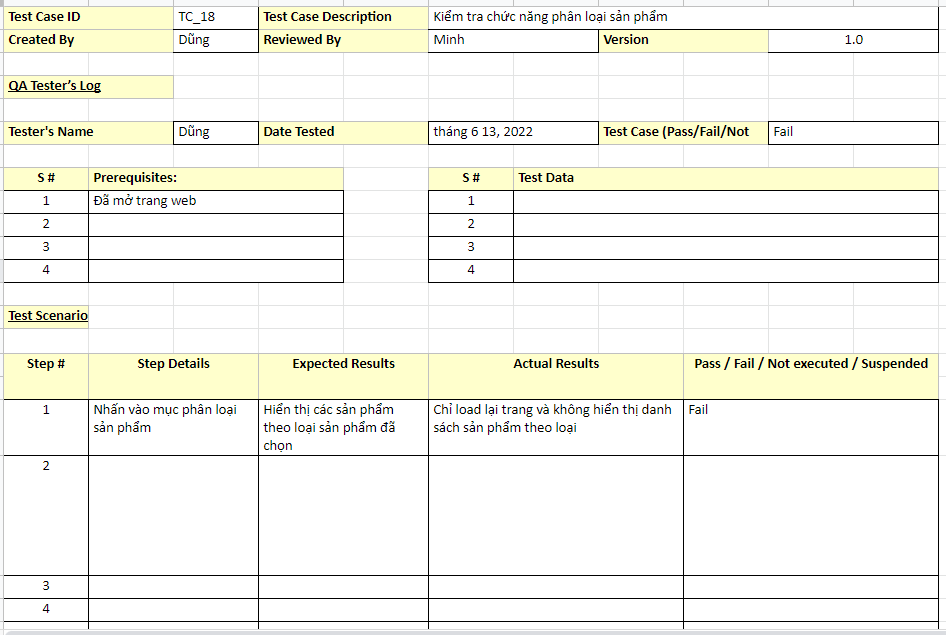 Test Case ID TC_18 Test Case Description Kiểm tra chức năng phân loại sản phẩm
Created By Dũng Reviewed By Minh Version 1.0
QA Tester’s Log
Tester's Name Dũng Date Tested tháng 6 13, 2022 Test Case (Pass/Fail/Not Fail
S # Prerequisites: S # Test Data
1 Đã mở trang web 1
2 2
3 3
4 4
Test Scenario
Step # Step Details Expected Results Actual Results Pass / Fail / Not executed / Suspended
1 Nhấn vào mục phân loại Hiển thị các sản phẩm Chỉ load lại trang và không hiển thị danh Fail
sản phẩm theo loại sản phẩm đã sách sản phẩm theo loại
chọn
2
3
4